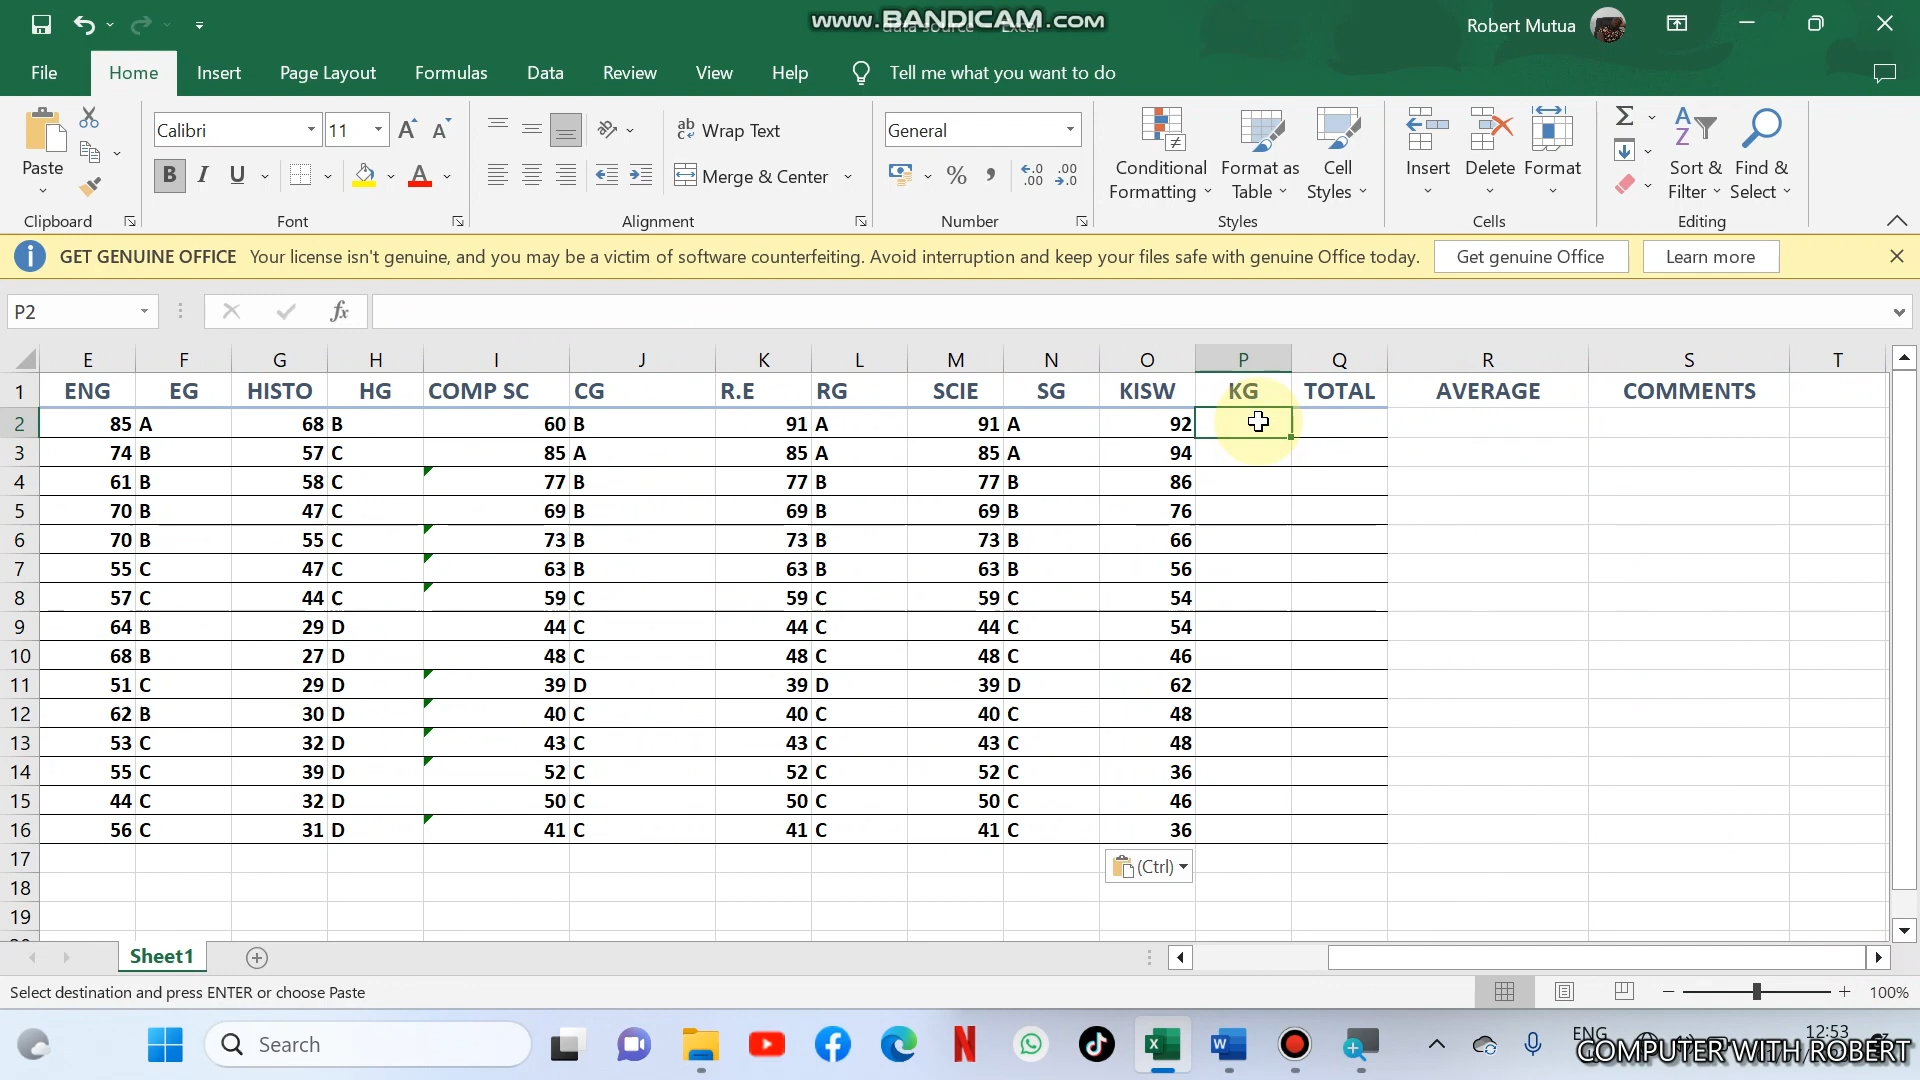 www.BANDICAM.COM
Robert Mutua
File Home Insert Page Layout Formulas Data Review View Help Tell me what you want to do
Calibri 11 Wrap Text General
Paste Merge & Center Conditional Formatting Format as Table Cell Styles Insert Delete Format Sort & Filter Find & Select
Clipboard Font Alignment Number Styles Cells Editing
GET GENUINE OFFICE Your license isn't genuine, and you may be a victim of software counterfeiting. Avoid interruption and keep your files safe with genuine Office today. Get genuine Office Learn more
P2 fx
E F G H I J K L M N O P Q R S T
1 ENG EG HISTO HG COMP SC CG R.E RG SCIE SG KISW KG TOTAL AVERAGE COMMENTS
2 85 A 68 B 60 B 91 A 91 A 92
3 74 B 57 C 85 A 85 A 85 A 94
4 61 B 58 C 77 B 77 B 77 B 86
5 70 B 47 C 69 B 69 B 69 B 76
6 70 B 55 C 73 B 73 B 73 B 66
7 55 C 47 C 63 B 63 B 63 B 56
8 57 C 44 C 59 C 59 C 59 C 54
9 64 B 29 D 44 C 44 C 44 C 54
10 68 B 27 D 48 C 48 C 48 C 46
11 51 C 29 D 39 D 39 D 39 D 62
12 62 B 30 D 40 C 40 C 40 C 48
13 53 C 32 D 43 C 43 C 43 C 48
14 55 C 39 D 52 C 52 C 52 C 36
15 44 C 32 D 50 C 50 C 50 C 46
16 56 C 31 D 41 C 41 C 41 C 36
17 (Ctrl)
18
19
Sheet1
Select destination and press ENTER or choose Paste 100%
Search ENG 12:53
COMPUTER WITH ROBERT